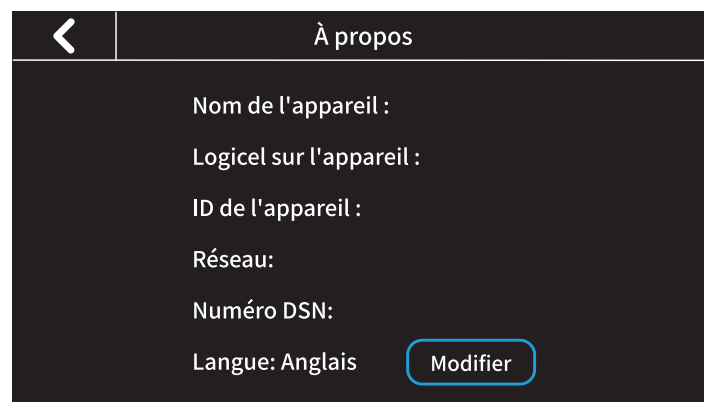 À propos
Nom de l'appareil :
Logicel sur l'appareil :
ID de l'appareil :
Réseau:
Numéro DSN:
Langue: Anglais Modifier